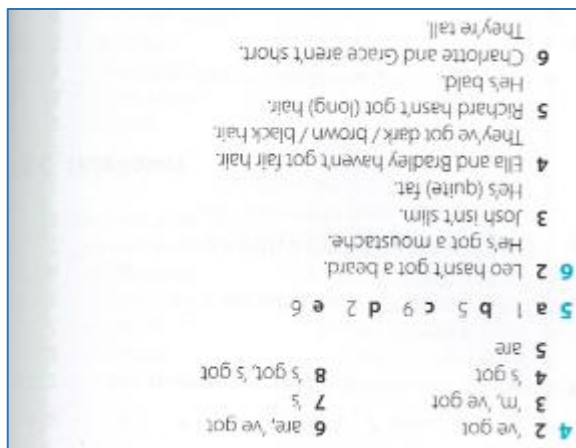 4 2 've got 6 are, 've got
3 'm, 've got 7 's
4 's got 8 's got, 's got
5 are
5 a 1 b 5 c 9 d 2 e 6
6 2 Leo hasn't got a beard.
He's got a moustache.
3 Josh isn't slim.
He's (quite) fat.
4 Ella and Bradley haven't got fair hair.
They've got dark / brown / black hair.
5 Richard hasn't got (long) hair.
He's bald.
6 Charlotte and Grace aren't short.
They're tall.